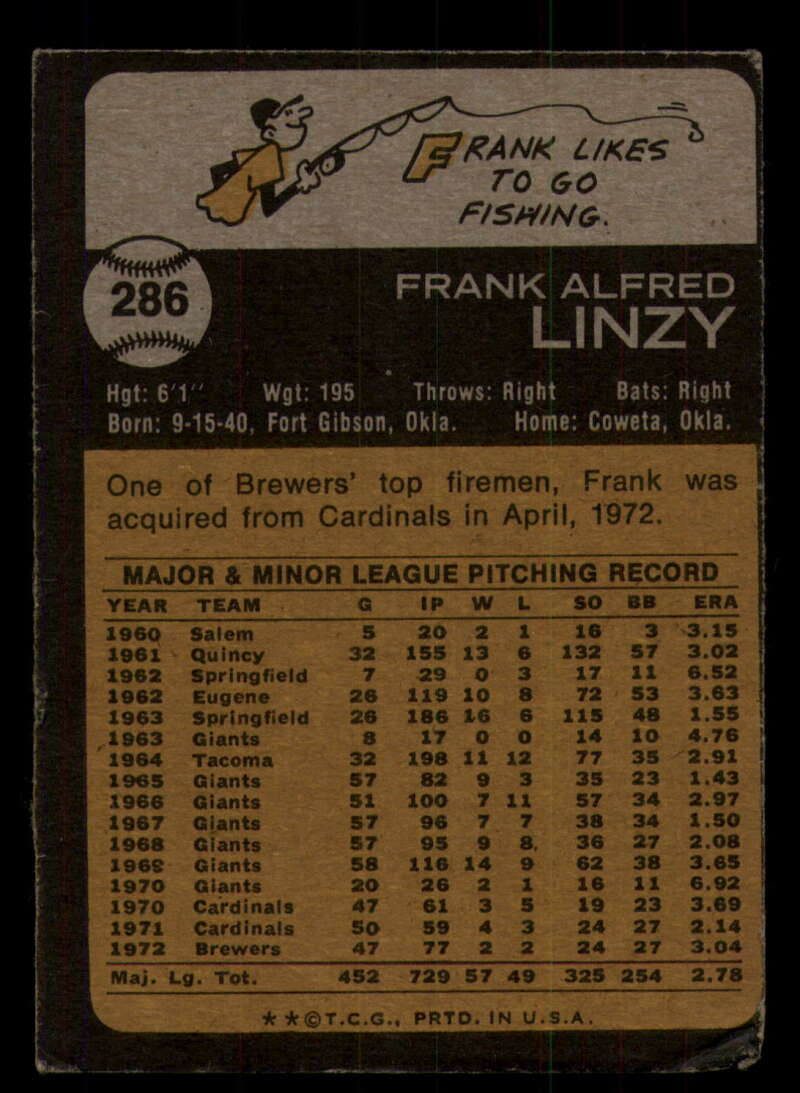 FRANK LIKES
TO GO
FISHING.
286
FRANK ALFRED
LINZY
Hgt: 6'1" Wgt: 195 Throws: Right Bats: Right
Born: 9-15-40, Fort Gibson, Okla. Home: Coweta, Okla.
One of Brewers' top firemen, Frank was
acquired from Cardinals in April, 1972.
MAJOR & MINOR LEAGUE PITCHING RECORD
YEAR TEAM G IP W L SO BB ERA
1960 Salem 5 20 2 1 16 3 3.15
1961 Quincy 32 155 13 6 132 57 3.02
1962 Springfield 7 29 0 3 17 11 6.52
1962 Eugene 26 119 10 8 72 53 3.63
1963 Springfield 26 186 16 6 115 48 1.55
1963 Giants 8 17 0 0 14 10 4.76
1964 Tacoma 32 198 11 12 77 35 2.91
1965 Giants 57 82 9 3 35 23 1.43
1966 Giants 51 100 7 11 57 34 2.97
1967 Giants 57 96 7 7 38 34 1.50
1968 Giants 57 95 9 8 36 27 2.08
1969 Giants 58 116 14 9 62 38 3.65
1970 Giants 20 26 2 1 16 11 6.92
1970 Cardinals 47 61 3 5 19 23 3.69
1971 Cardinals 50 59 4 3 24 27 2.14
1972 Brewers 47 77 2 2 24 27 3.04
Maj. Lg. Tot. 452 729 57 49 325 254 2.78
★ ★ © T.C.G., PRTD. IN U.S.A.